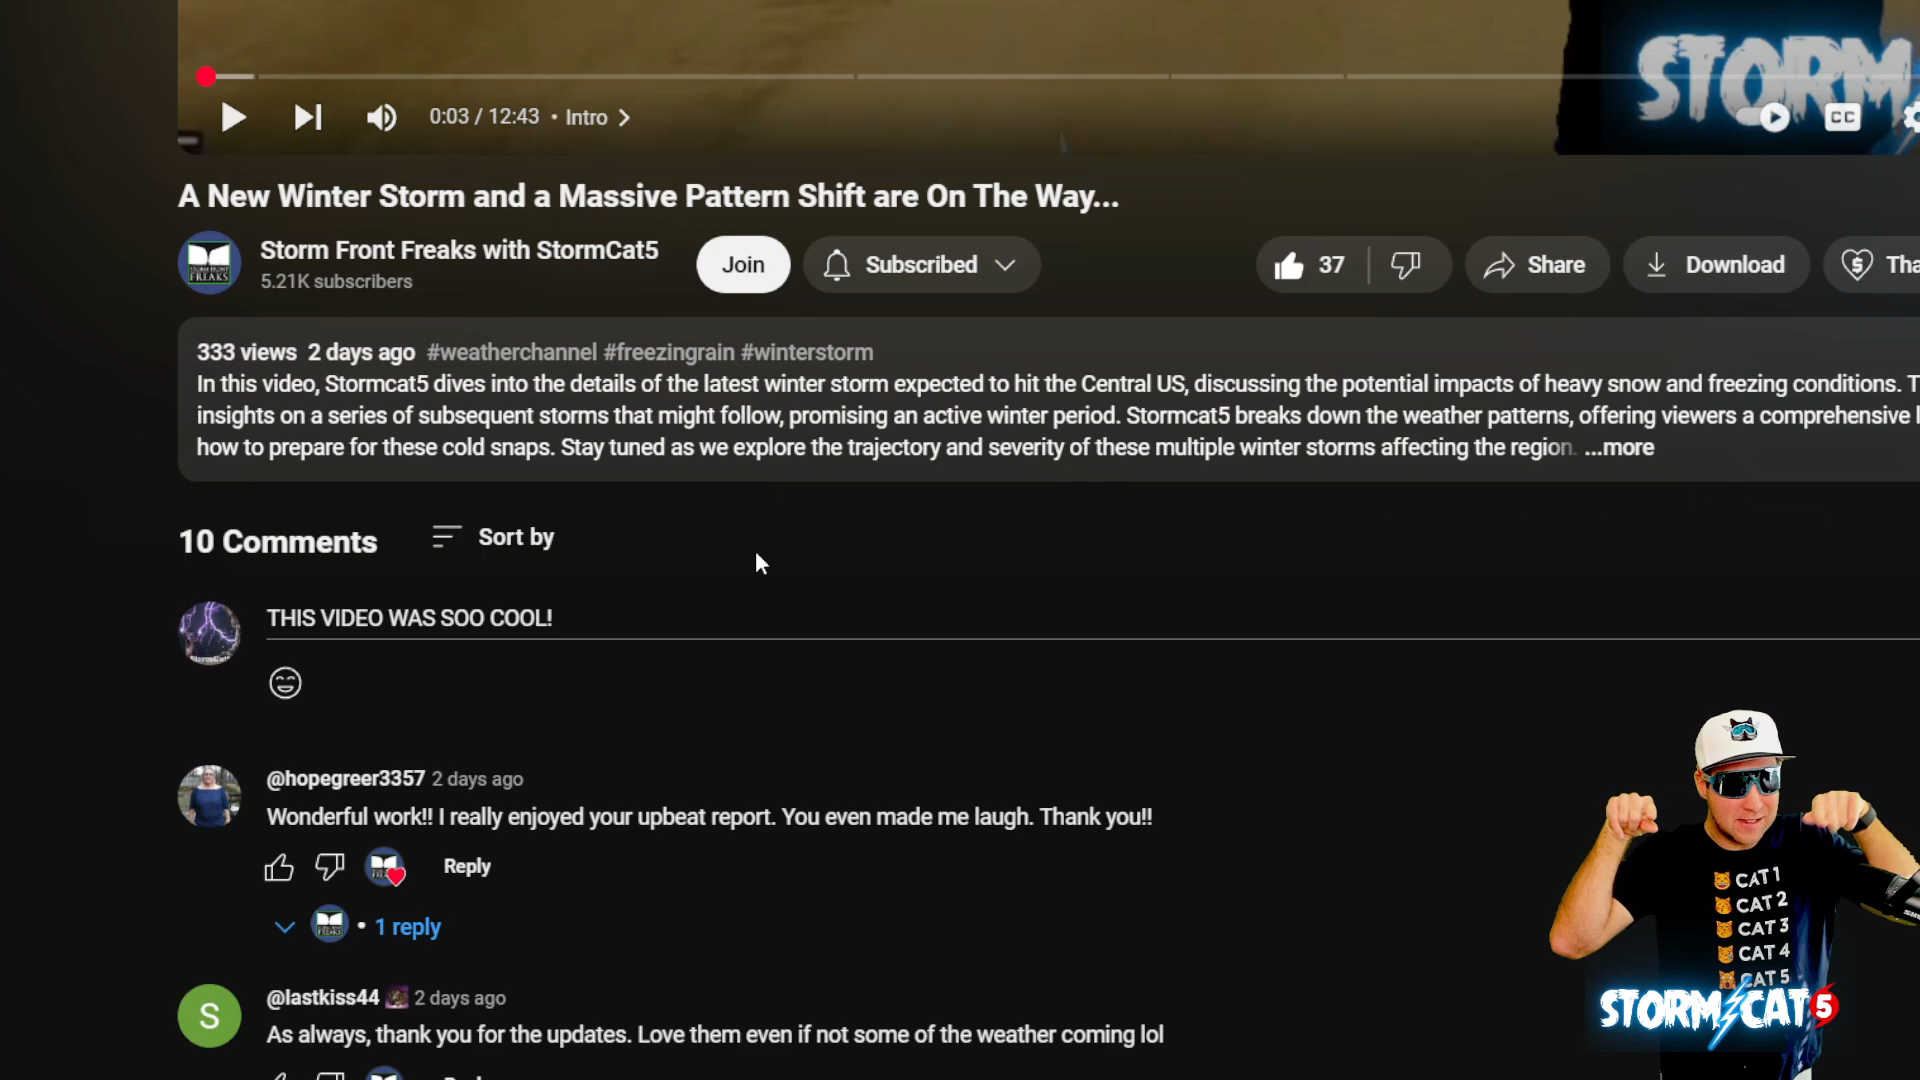 STORM
0:03 / 12:43 • Intro
CC
A New Winter Storm and a Massive Pattern Shift are On The Way...
Storm Front Freaks with StormCat5
5.21K subscribers
Join
Subscribed
37
Share
Download
Tha
333 views 2 days ago #weatherchannel #freezingrain #winterstorm
In this video, Stormcat5 dives into the details of the latest winter storm expected to hit the Central US, discussing the potential impacts of heavy snow and freezing conditions. T
insights on a series of subsequent storms that might follow, promising an active winter period. Stormcat5 breaks down the weather patterns, offering viewers a comprehensive l
how to prepare for these cold snaps. Stay tuned as we explore the trajectory and severity of these multiple winter storms affecting the region. ...more
10 Comments
Sort by
THIS VIDEO WAS SOO COOL!
@hopegreer3357 2 days ago
Wonderful work!! I really enjoyed your upbeat report. You even made me laugh. Thank you!!
Reply
• 1 reply
S
@lastkiss44 2 days ago
As always, thank you for the updates. Love them even if not some of the weather coming lol
CAT 1
CAT 2
CAT 3
CAT 4
CAT 5
STORM CAT 5